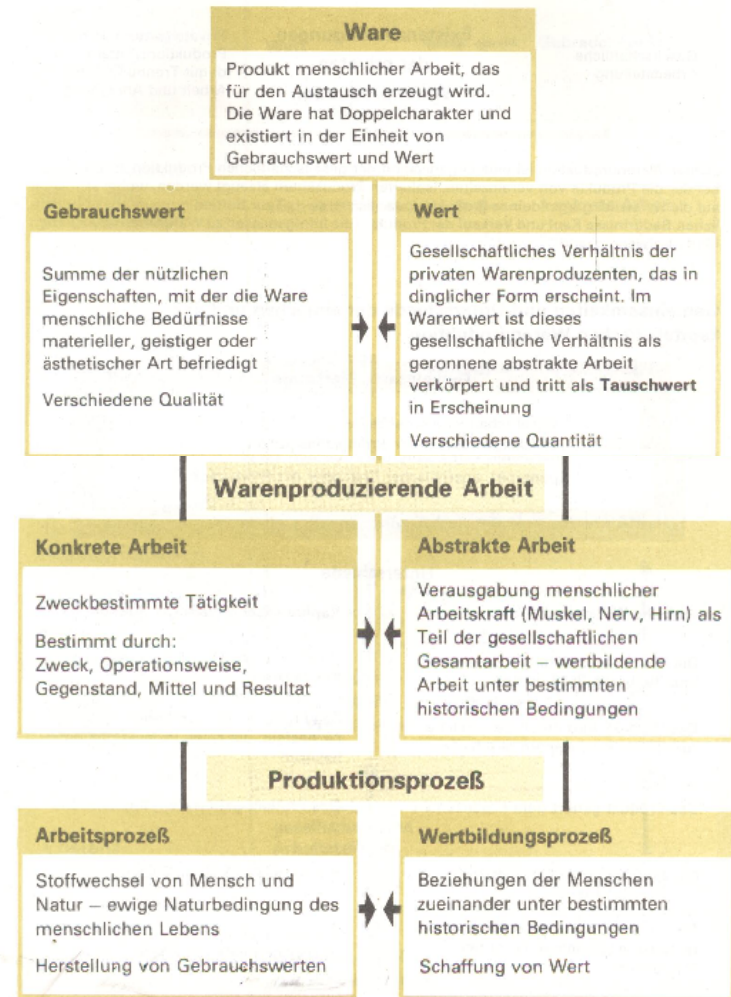 Ware
Produkt menschlicher Arbeit, das
für den Austausch erzeugt wird.
Die Ware hat Doppelcharakter und
existiert in der Einheit von
Gebrauchswert und Wert
Gebrauchswert
Summe der nützlichen
Eigenschaften, mit der die Ware
menschliche Bedürfnisse
materieller, geistiger oder
ästhetischer Art befriedigt
Verschiedene Qualität
Wert
Gesellschaftliches Verhältnis der
privaten Warenproduzenten, das in
dinglicher Form erscheint. Im
Warenwert ist dieses
gesellschaftliche Verhältnis als
geronnene abstrakte Arbeit
verkörpert und tritt als Tauschwert
in Erscheinung
Verschiedene Quantität
Warenproduzierende Arbeit
Konkrete Arbeit
Zweckbestimmte Tätigkeit
Bestimmt durch:
Zweck, Operationsweise,
Gegenstand, Mittel und Resultat
Abstrakte Arbeit
Verausgabung menschlicher
Arbeitskraft (Muskel, Nerv, Hirn) als
Teil der gesellschaftlichen
Gesamtarbeit – wertbildende
Arbeit unter bestimmten
historischen Bedingungen
Produktionsprozeß
Arbeitsprozeß
Stoffwechsel von Mensch und
Natur – ewige Naturbedingung des
menschlichen Lebens
Herstellung von Gebrauchswerten
Wertbildungsprozeß
Beziehungen der Menschen
zueinander unter bestimmten
historischen Bedingungen
Schaffung von Wert